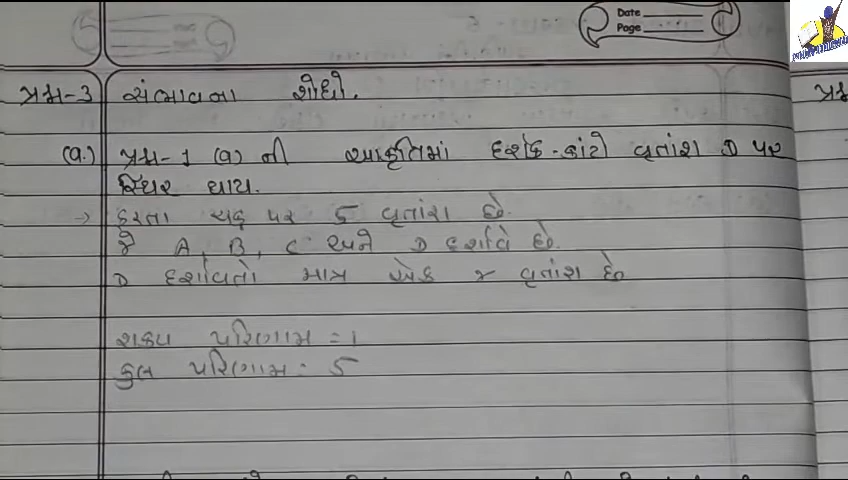 Date
Page
પ્રશ્ન-3 સંભાવના શોધો.
પ્ર
(a.) પ્રશ્ન-1 (a) ની આકૃતિમાં દર્શક-કાંટો વૃતાંશ D પર
સ્થિર થાય.
→ ફરતા ચક્ર પર 5 વૃતાંશ છે.
જે A, B, C અને D દર્શાવે છે.
D દર્શાવતો માત્ર એક જ વૃતાંશ છે
શક્ય પરિણામ = 1
કુલ પરિણામ = 5